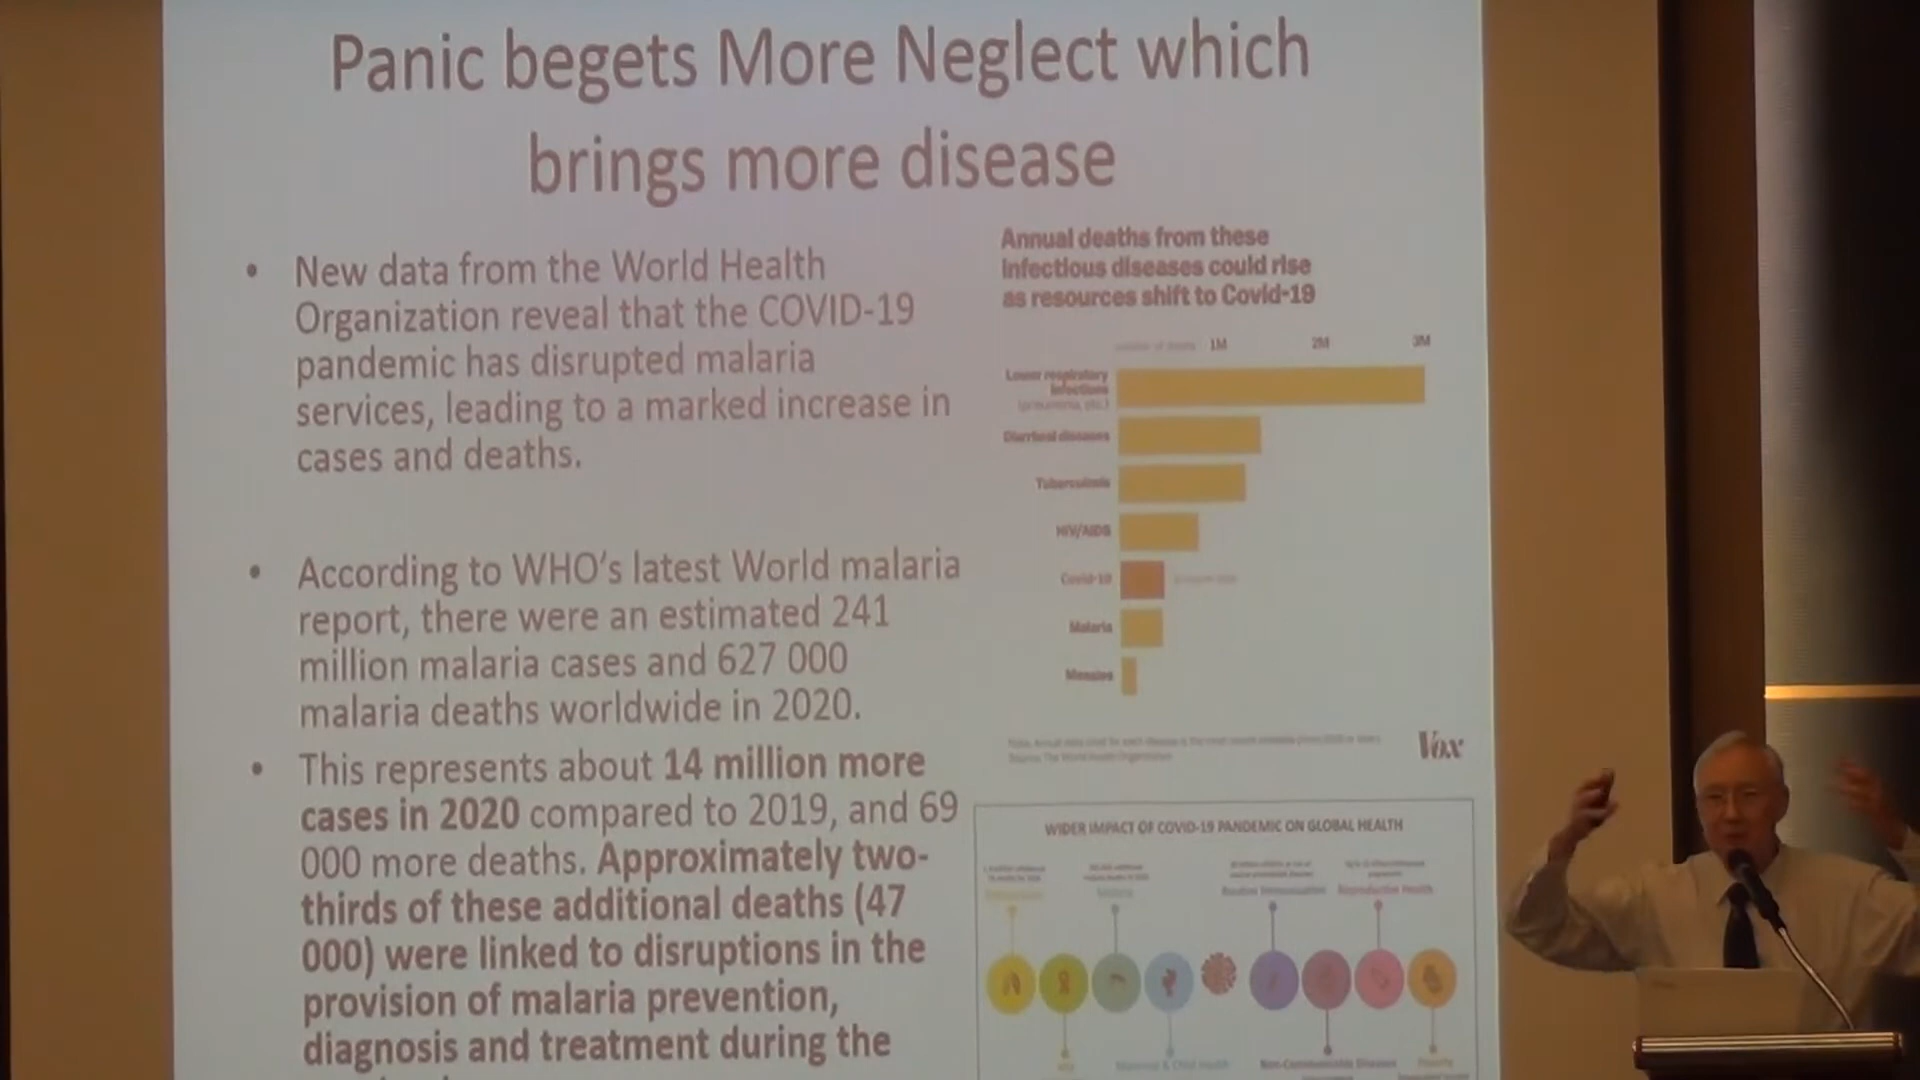 Panic begets More Neglect which
brings more disease
• New data from the World Health
Organization reveal that the COVID-19
pandemic has disrupted malaria
services, leading to a marked increase in
cases and deaths.
• According to WHO's latest World malaria
report, there were an estimated 241
million malaria cases and 627 000
malaria deaths worldwide in 2020.
• This represents about 14 million more
cases in 2020 compared to 2019, and 69
000 more deaths. Approximately two-
thirds of these additional deaths (47
000) were linked to disruptions in the
provision of malaria prevention,
diagnosis and treatment during the
Annual deaths from these
infectious diseases could rise
as resources shift to Covid-19
1M 2M 3M
Lower respiratory
infections
(pneumonia, etc.)
Diarrheal diseases
Tuberculosis
HIV/AIDS
Covid-19
Malaria
Measles
Vox
WIDER IMPACT OF COVID-19 PANDEMIC ON GLOBAL HEALTH
Routine Immunisation
Reproductive Health
Maternal & Child Health
Non-Communicable Diseases